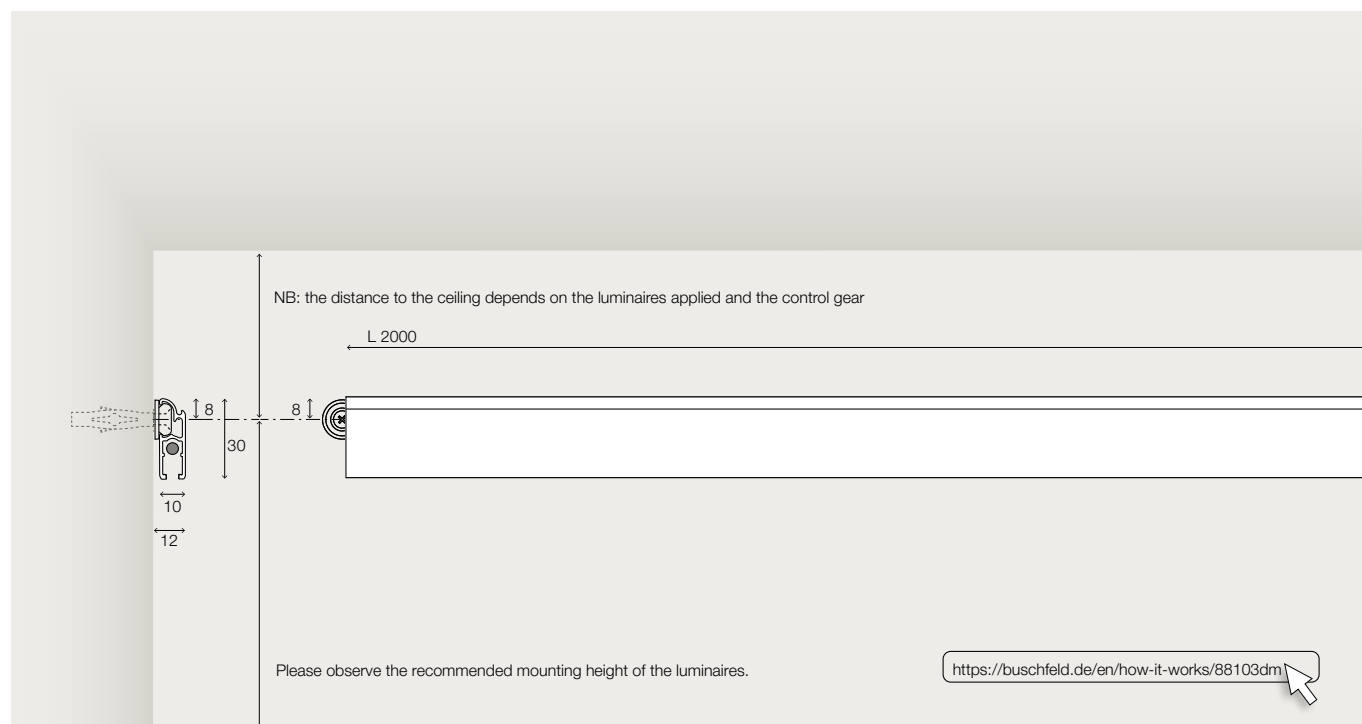 NB: the distance to the ceiling depends on the luminaires applied and the control gear
L 2000
8
8
30
10
12
Please observe the recommended mounting height of the luminaires.
https://buschfeld.de/en/how-it-works/88103dm